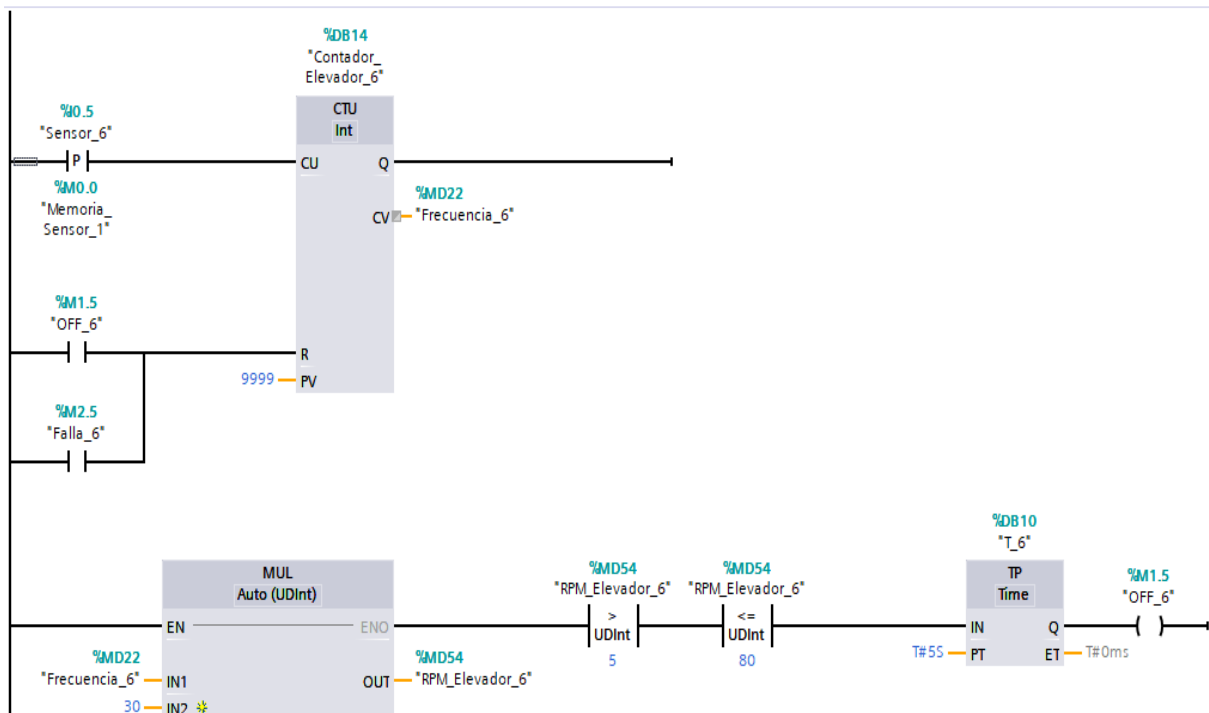 %DB14
"Contador_
Elevador_6"
%I0.5
"Sensor_6"
P
%M0.0
"Memoria_
Sensor_1"
CTU
Int
CU Q
CV
%MD22
"Frecuencia_6"
%M1.5
"OFF_6"
R
9999 PV
%M2.5
"Falla_6"
MUL
Auto (UDInt)
EN ENO
%MD22
"Frecuencia_6" IN1
30 IN2
OUT
%MD54
"RPM_Elevador_6"
%MD54
"RPM_Elevador_6"
>
UDInt
5
%MD54
"RPM_Elevador_6"
<=
UDInt
80
%DB10
"T_6"
TP
Time
IN Q
T#5S PT ET T#0ms
%M1.5
"OFF_6"